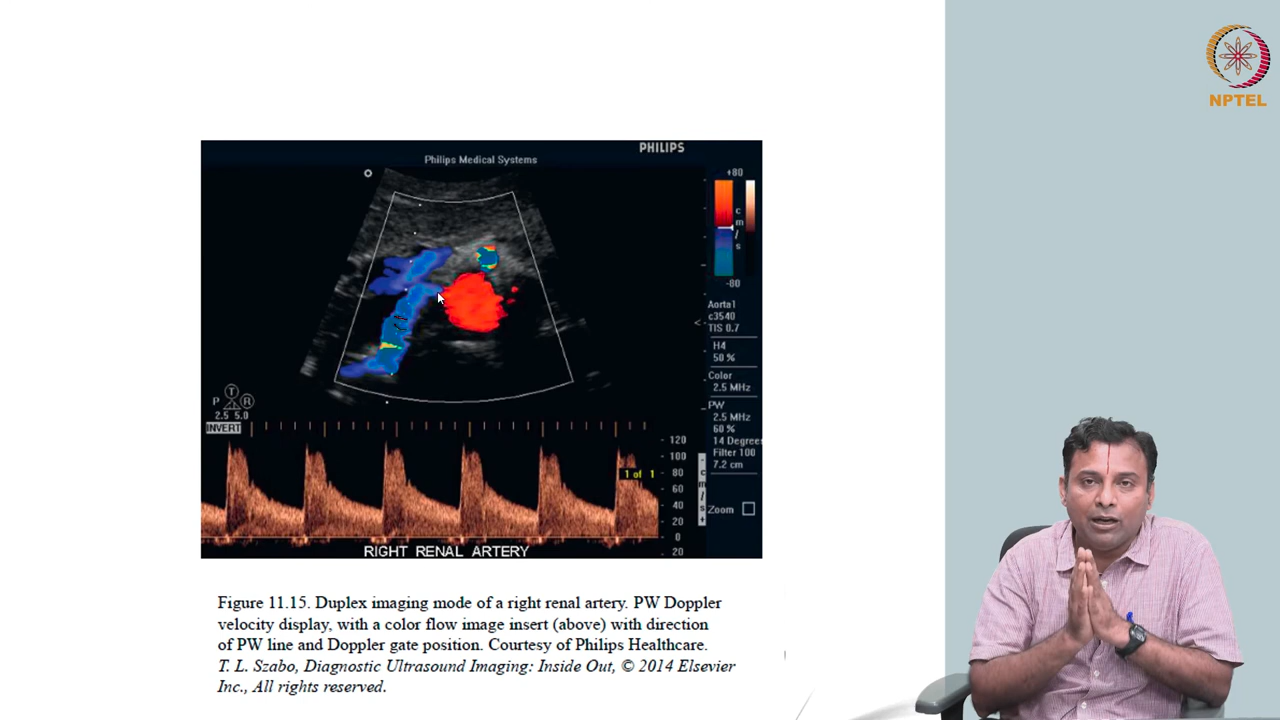 NPTEL
PHILIPS
Philips Medical Systems
+80
c
m
/
s
-80
Aortal
c3540
TIS 0.7
H4
50 %
Color
2.5 MHz
PW
2.5 MHz
60 %
14 Degrees
Filter 100
7.2 cm
Zoom
T
P
R
2.5 5.0
INVERT
120
100
80
60
40
20
0
20
-
c
m
/
s
+
1 of 1
RIGHT RENAL ARTERY
Figure 11.15. Duplex imaging mode of a right renal artery. PW Doppler
velocity display, with a color flow image insert (above) with direction
of PW line and Doppler gate position. Courtesy of Philips Healthcare.
T. L. Szabo, Diagnostic Ultrasound Imaging: Inside Out, © 2014 Elsevier
Inc., All rights reserved.